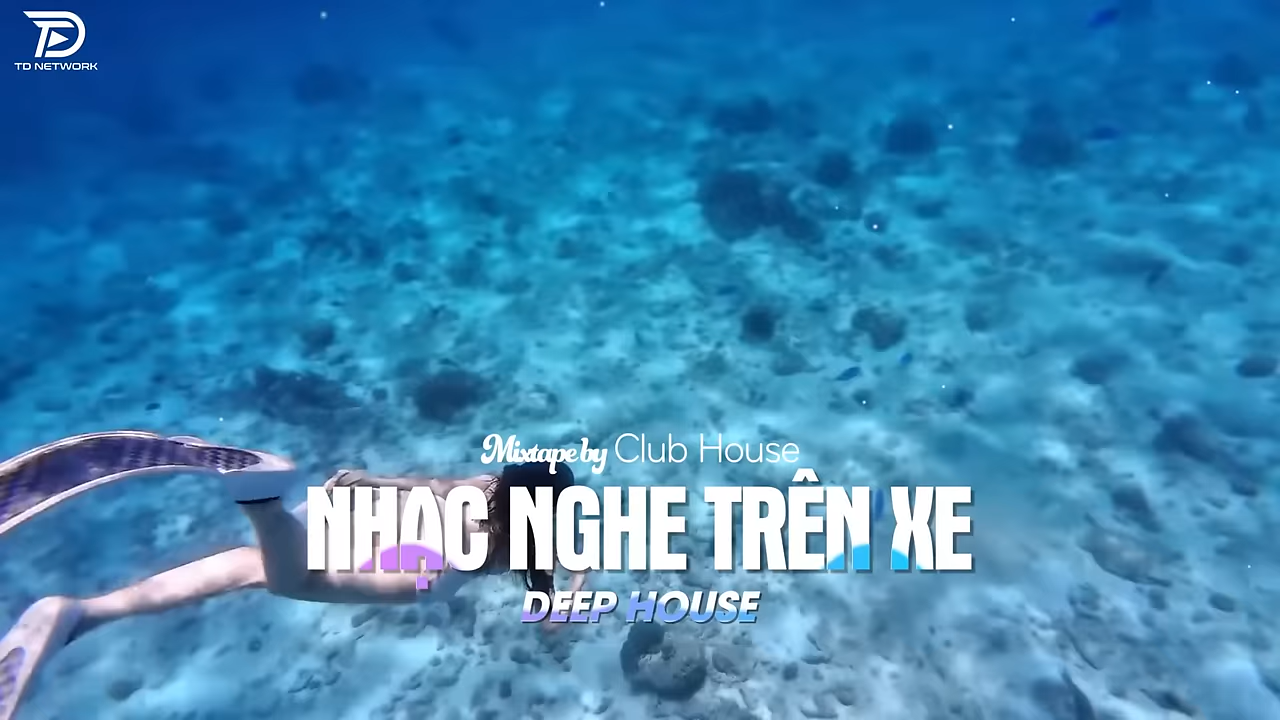 TD NETWORK
Mixtape by Club House
NHẠC NGHE TRÊN XE
DEEP HOUSE